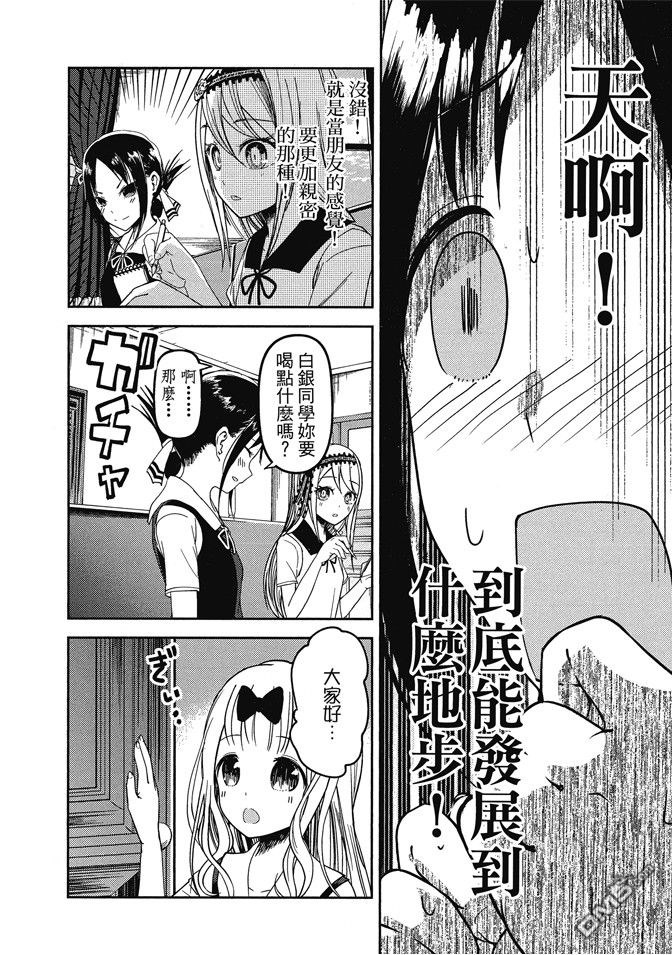 天啊！
到底能發展到
什麼地步！
沒錯！
就是當朋友的感覺！
要更加親密
的那種！
白銀同學妳要
喝點什麼嗎？
啊……
那麼…
ガチャ
ぎぃ…
大家好…